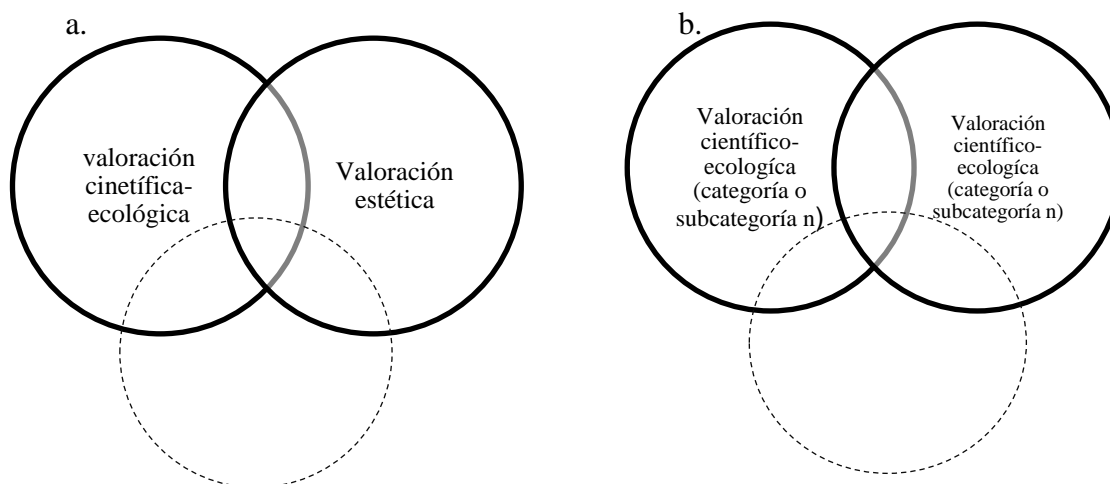 a.
valoración
cinetífica-
ecológica
Valoración
estética
b.
Valoración
científico-
ecologíca
(categoría o
subcategoría n)
Valoración
científico-
ecologíca
(categoría o
subcategoría n)